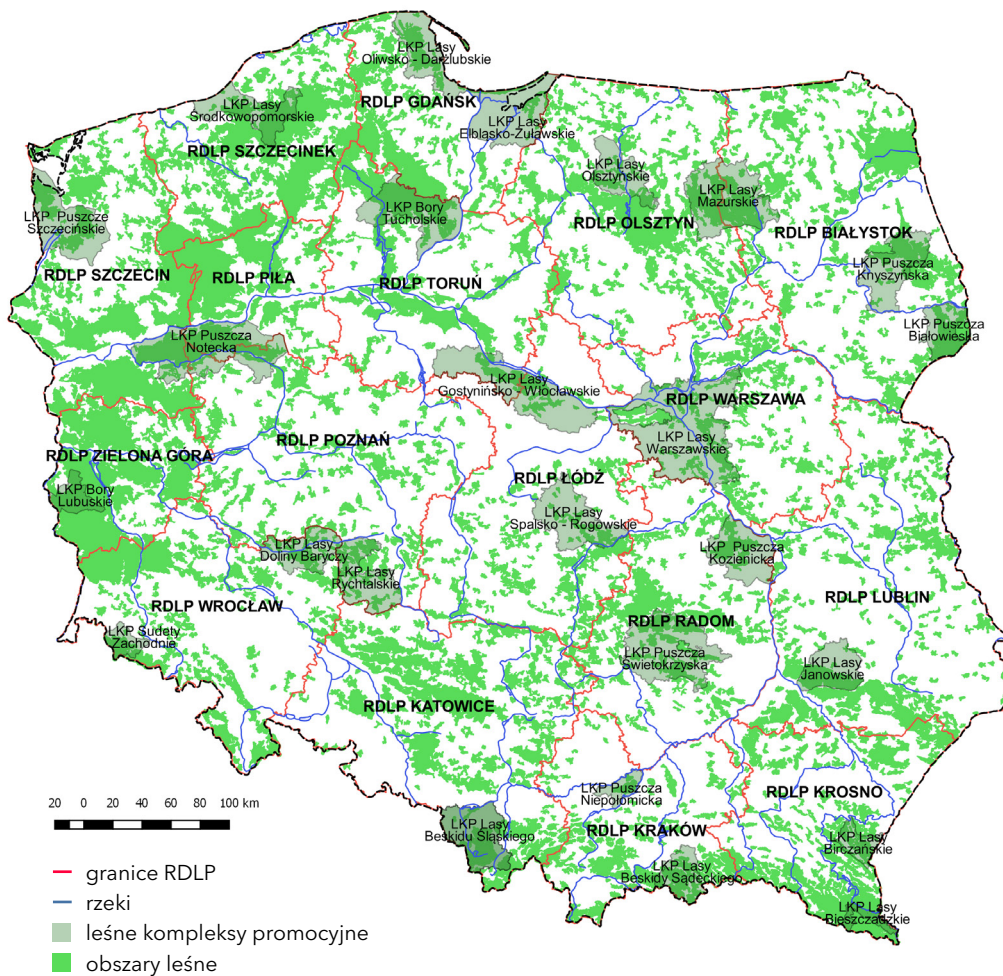 LKP Lasy
Oliwsko - Darżlubskie
RDLP GDAŃSK
LKP Lasy
Środkowopomorskie
LKP Lasy
Elbląsko-Żuławskie
RDLP SZCZECINEK
LKP Lasy
Olsztyńskie
LKP Lasy
Mazurskie
LKP Bory
Tucholskie
LKP Puszcze
Szczecińskie
RDLP OLSZTYN
RDLP BIAŁYSTOK
RDLP SZCZECIN
RDLP PIŁA
RDLP TORUŃ
LKP Puszcza
Knyszyńska
LKP Puszcza
Białowieska
LKP Puszcza
Notecka
LKP Lasy
Gostynińsko - Włocławskie
RDLP WARSZAWA
RDLP POZNAŃ
LKP Lasy
Warszawskie
RDLP ZIELONA GÓRA
RDLP ŁÓDŹ
LKP Bory
Lubuskie
LKP Lasy
Spalsko - Rogowskie
LKP Lasy
Doliny Baryczy
LKP Puszcza
Kozienicka
LKP Lasy
Rychtalskie
RDLP WROCŁAW
RDLP LUBLIN
RDLP RADOM
LKP Sudety
Zachodnie
LKP Puszcza
Świetokrzyska
LKP Lasy
Janowskie
RDLP KATOWICE
LKP Puszcza
Niepołomicka
RDLP KROSNO
LKP Lasy
Beskidu Śląskiego
RDLP KRAKÓW
LKP Lasy
Birczańskie
LKP Lasy
Beskidy Sądeckiego
LKP Lasy
Bieszczadzkie
20 0 20 40 60 80 100 km
granice RDLP
rzeki
leśne kompleksy promocyjne
obszary leśne